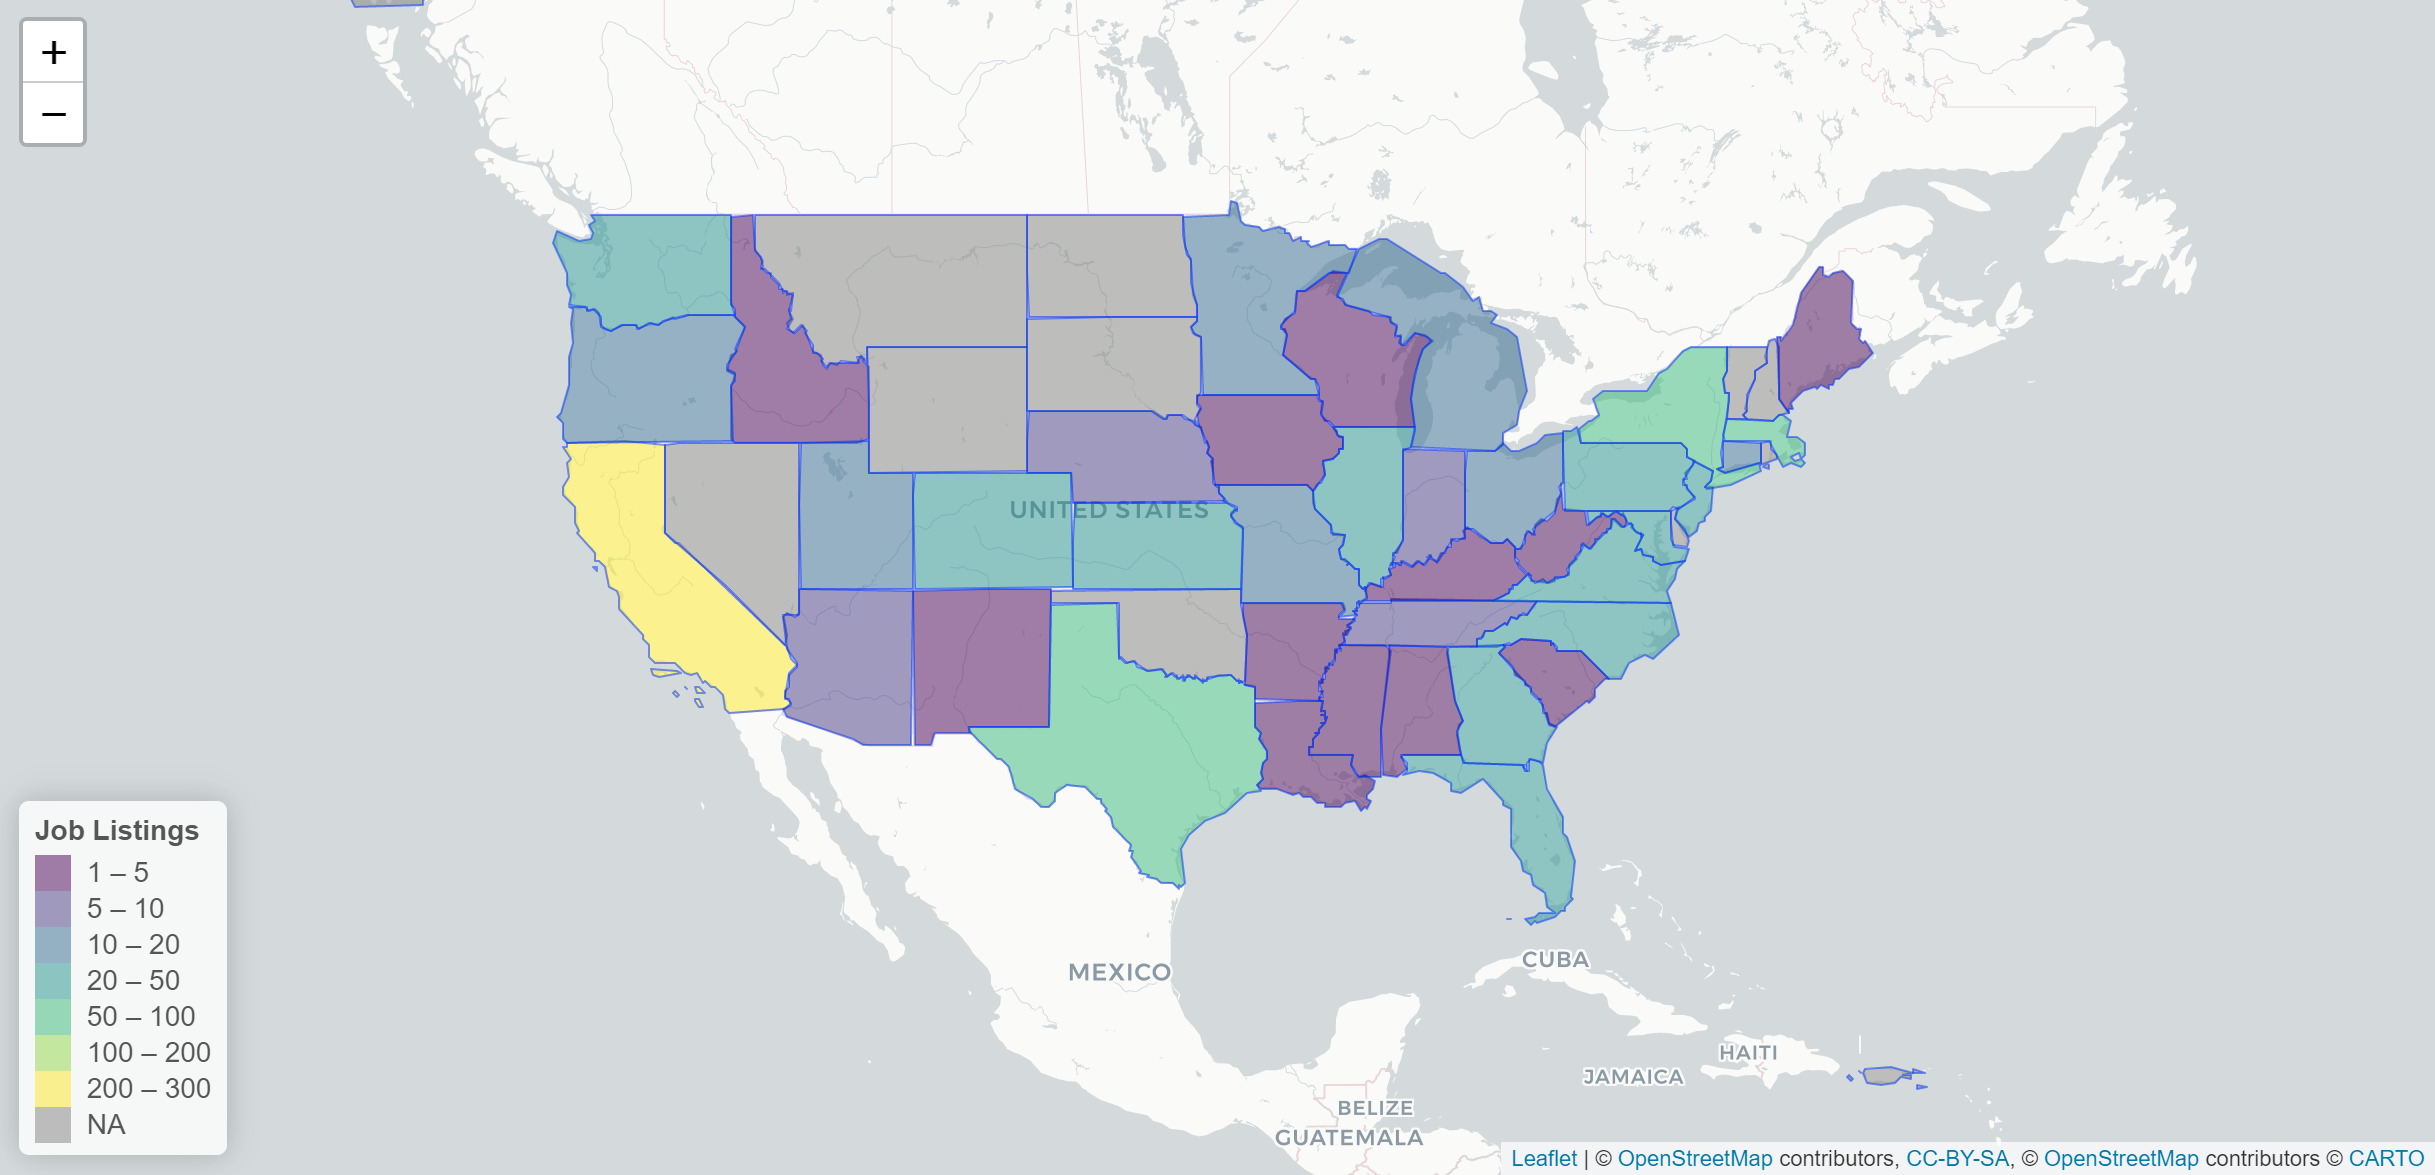 +
−
UNITED STATES
Job Listings
1 – 5
5 – 10
10 – 20
20 – 50
50 – 100
100 – 200
200 – 300
NA
MEXICO
CUBA
HAITI
JAMAICA
BELIZE
GUATEMALA
Leaflet | © OpenStreetMap contributors, CC-BY-SA, © OpenStreetMap contributors © CARTO